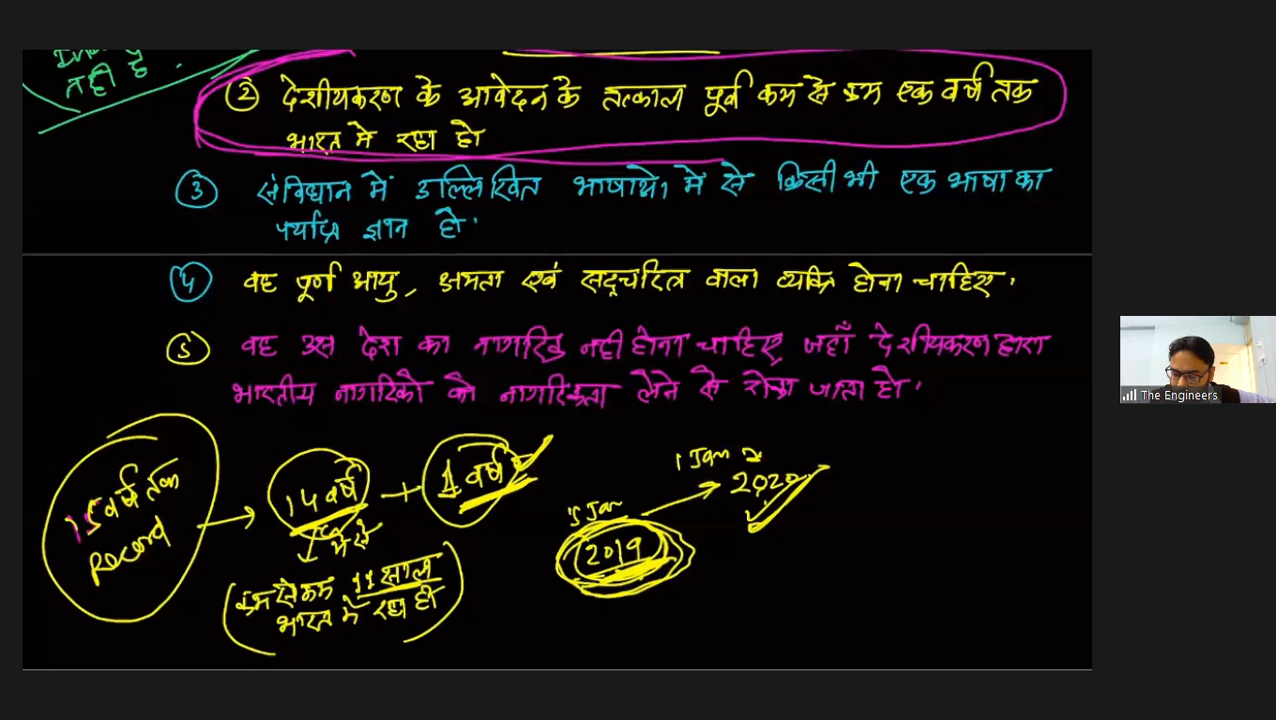 नही है
② देशीयकरण के आवेदन के तत्काल पूर्व कम से कम एक वर्ष तक
भारत मे रहा हो
③ संविधान में उल्लिखित भाषाओ मे से किसी भी एक भाषा का
पर्याप्त ज्ञान हो.
④ वह पूर्ण आयु, क्षमता एवं सद्चरित्र वाला व्यक्ति होना चाहिए.
⑤ वह उस देश का नागरिक नही होना चाहिए, जहाँ देशीयकरण द्वारा
भारतीय नागरिको को नागरिकता लेने से रोका जाता हो.
15 वर्ष तक
Record
14 वर्ष + 1 वर्ष
मे से
कम से कम 11 साल
भारत मे रहा हो
1 Jan
2020
Jan
2019
The Engineers